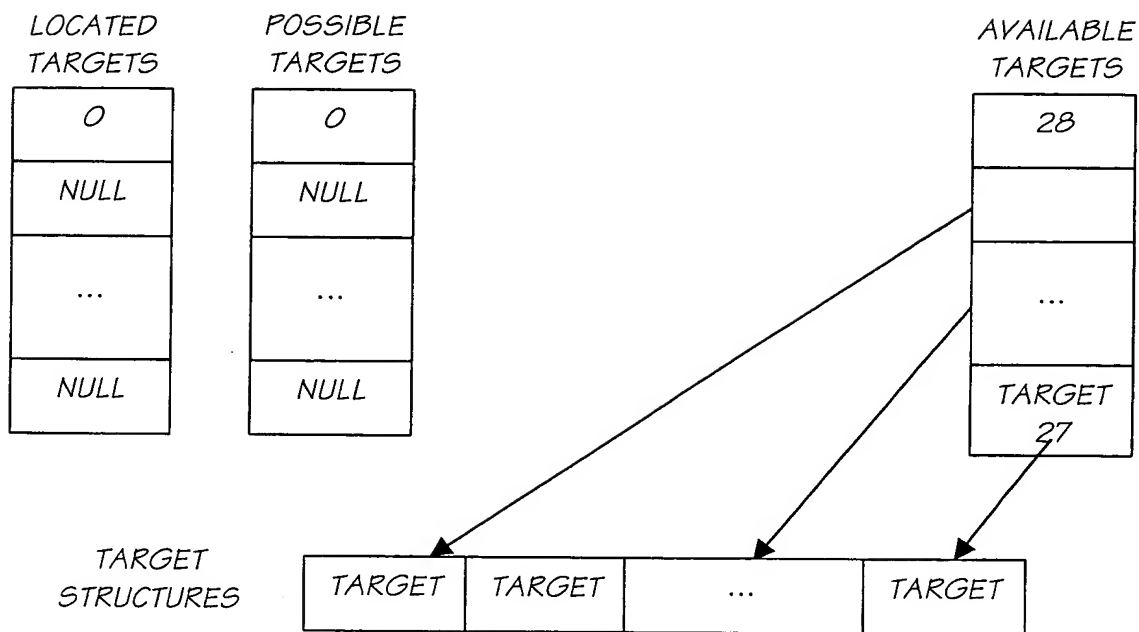 LOCATED
TARGETS
0
NULL
...
NULL
POSSIBLE
TARGETS
0
NULL
...
NULL
AVAILABLE
TARGETS
28
...
TARGET
27
TARGET
STRUCTURES
TARGET
TARGET
...
TARGET